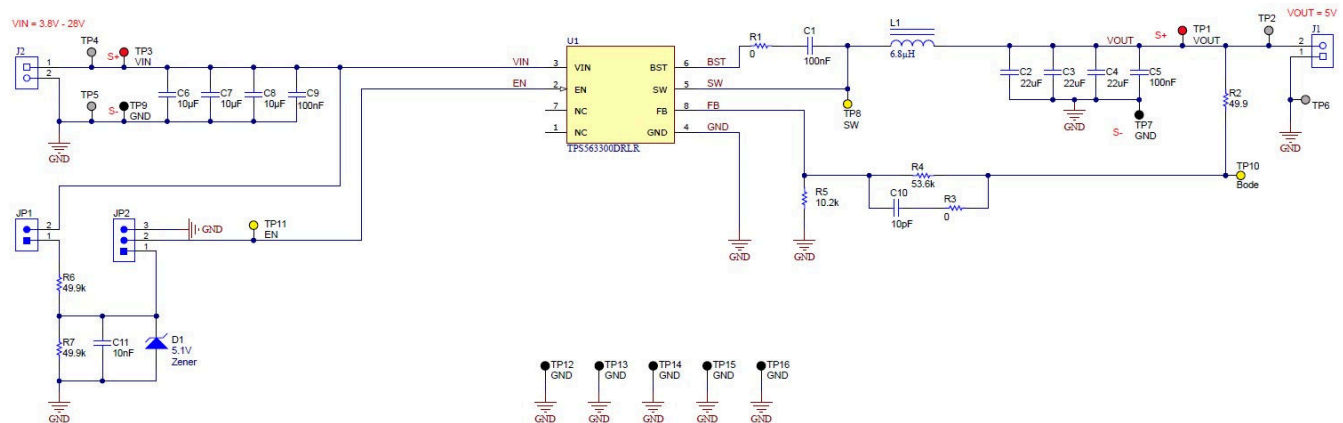 VIN = 3.8V - 28V
VOUT = 5V
J2
1
2
TP4
S+
TP3
VIN
TP5
S-
TP9
GND
C6
10µF
C7
10µF
C8
10µF
C9
100nF
GND
VIN
EN
U1
3
VIN
2
EN
7
NC
1
NC
BST
6
SW
5
FB
8
GND
4
TPS563300DRLR
BST
SW
FB
GND
R1
0
C1
100nF
L1
6.8µH
TP8
SW
C2
22uF
C3
22uF
C4
22uF
C5
100nF
VOUT
S+
TP1
VOUT
TP2
J1
2
1
GND
S-
TP7
GND
R2
49.9
TP6
GND
TP10
Bode
R4
53.6k
C10
10pF
R3
0
R5
10.2k
GND
GND
JP1
2
1
JP2
3
2
1
GND
TP11
EN
R6
49.9k
R7
49.9k
C11
10nF
D1
5.1V
Zener
GND
TP12
GND
TP13
GND
TP14
GND
TP15
GND
TP16
GND
GND
GND
GND
GND
GND